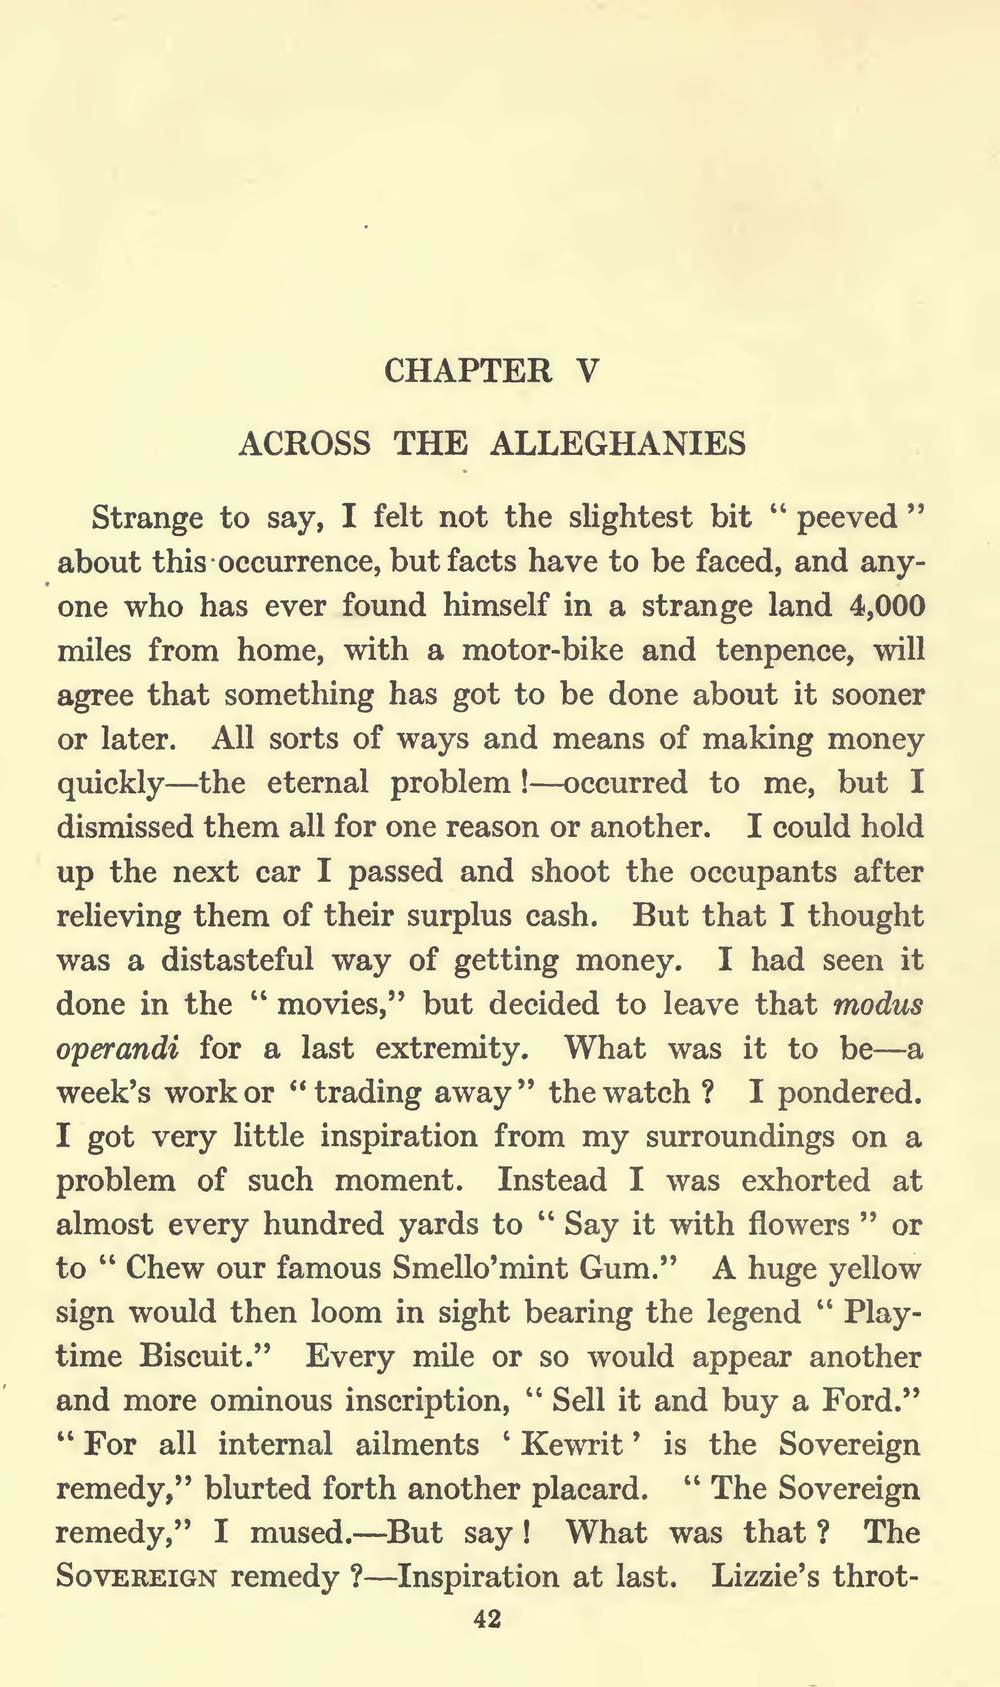 CHAPTER V
ACROSS THE ALLEGHANIES
Strange to say, I felt not the slightest bit “ peeved ”
about this occurrence, but facts have to be faced, and any-
one who has ever found himself in a strange land 4,000
miles from home, with a motor-bike and tenpence, will
agree that something has got to be done about it sooner
or later. All sorts of ways and means of making money
quickly—the eternal problem !—occurred to me, but I
dismissed them all for one reason or another. I could hold
up the next car I passed and shoot the occupants after
relieving them of their surplus cash. But that I thought
was a distasteful way of getting money. I had seen it
done in the “ movies,” but decided to leave that modus
operandi for a last extremity. What was it to be—a
week’s work or “ trading away ” the watch ? I pondered.
I got very little inspiration from my surroundings on a
problem of such moment. Instead I was exhorted at
almost every hundred yards to “ Say it with flowers ” or
to “ Chew our famous Smello’mint Gum.” A huge yellow
sign would then loom in sight bearing the legend “ Play-
time Biscuit.” Every mile or so would appear another
and more ominous inscription, “ Sell it and buy a Ford.”
“ For all internal ailments ‘ Kewrit ’ is the Sovereign
remedy,” blurted forth another placard. “ The Sovereign
remedy,” I mused.—But say ! What was that ? The
SOVEREIGN remedy ?—Inspiration at last. Lizzie’s throt-
42